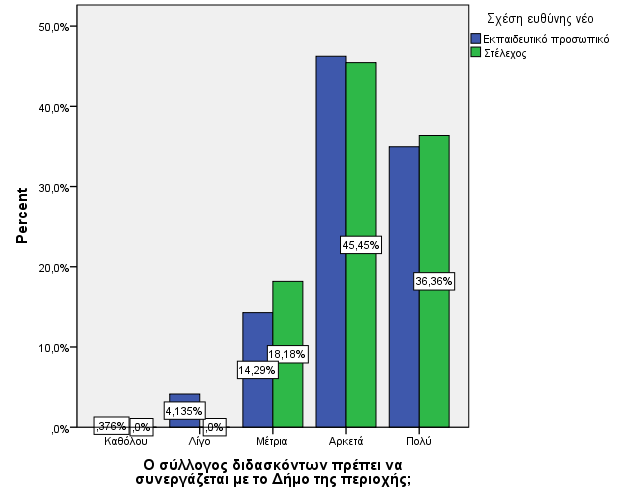 Σχέση ευθύνης νέο
Εκπαιδευτικό προσωπικό
Στέλεχος
50,0%
40,0%
30,0%
20,0%
10,0%
,0%
Percent
,376%
,0%
4,135%
,0%
14,29%
18,18%
45,45%
36,36%
Καθόλου
Λίγο
Μέτρια
Αρκετά
Πολύ
Ο σύλλογος διδασκόντων πρέπει να
συνεργάζεται με το Δήμο της περιοχής;